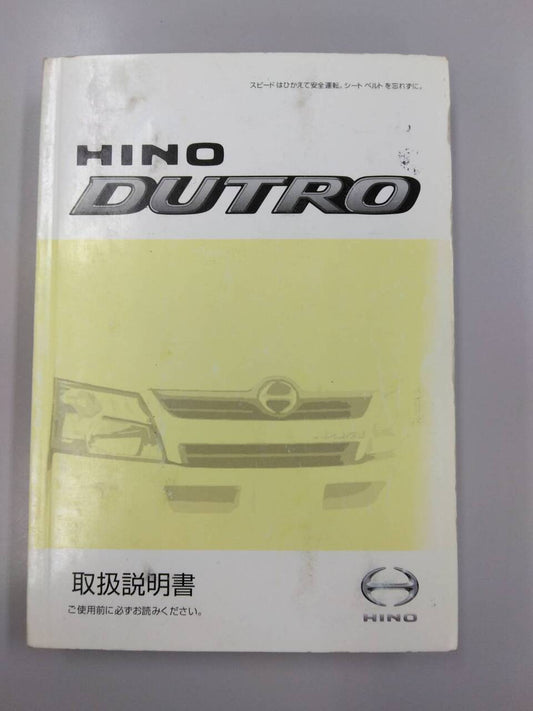 スピードはひかえて安全運転。シートベルトを忘れずに。
HINO
DUTRO
取扱説明書
ご使用前に必ずお読みください。
HINO